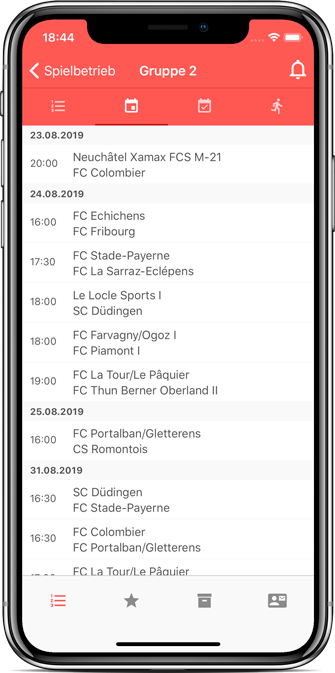 18:44
Spielbetrieb
Gruppe 2
23.08.2019
20:00
Neuchâtel Xamax FCS M-21
FC Colombier
24.08.2019
16:00
FC Echichens
FC Fribourg
17:30
FC Stade-Payerne
FC La Sarraz-Eclépens
18:00
Le Locle Sports I
SC Düdingen
18:00
FC Farvagny/Ogoz I
FC Piamont I
19:00
FC La Tour/Le Pâquier
FC Thun Berner Oberland II
25.08.2019
16:00
FC Portalban/Gletterens
CS Romontois
31.08.2019
16:30
SC Düdingen
FC Stade-Payerne
16:30
FC Colombier
FC Portalban/Gletterens
FC La Tour/Le Pâquier